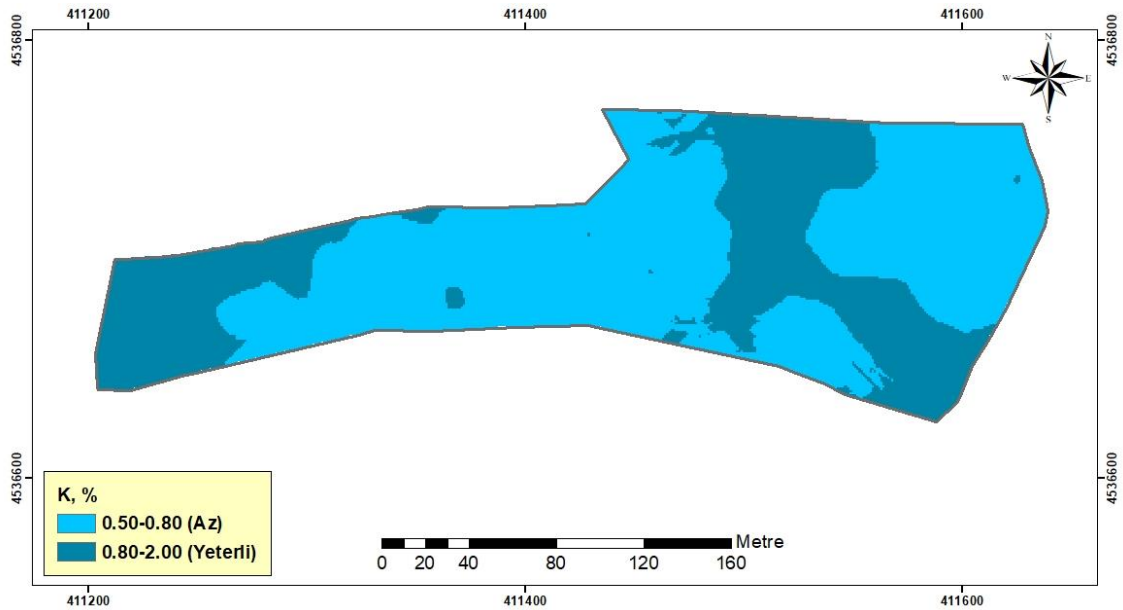 411200 411400 411600
4536800 4536800
N
W E
S
4536600 4536600
K, %
0.50-0.80 (Az)
0.80-2.00 (Yeterli)
Metre
0 20 40 80 120 160
411200 411400 411600